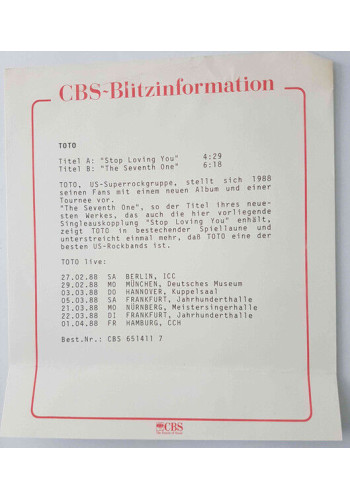 CBS-Blitzinformation
TOTO
Titel A: "Stop Loving You" 4:29
Titel B: "The Seventh One" 6:18
TOTO, US-Superrockgruppe, stellt sich 1988
seinen Fans mit einem neuen Album und einer
Tournee vor.
"The Seventh One", so der Titel ihres neue-
sten Werkes, das auch die hier vorliegende
Singleauskopplung "Stop Loving You" enhält,
zeigt TOTO in bestechender Spiellaune und
unterstreicht einmal mehr, daß TOTO eine der
besten US-Rockbands ist.
TOTO live:
27.02.88 SA BERLIN, ICC
29.02.88 MO MÜNCHEN, Deutsches Museum
03.03.88 DO HANNOVER, Kuppelsaal
05.03.88 SA FRANKFURT, Jahrhunderthalle
21.03.88 MO NÜRNBERG, Meistersingerhalle
22.03.88 DI FRANKFURT, Jahrhunderthalle
01.04.88 FR HAMBURG, CCH
Best.Nr.: CBS 651411 7
CBS